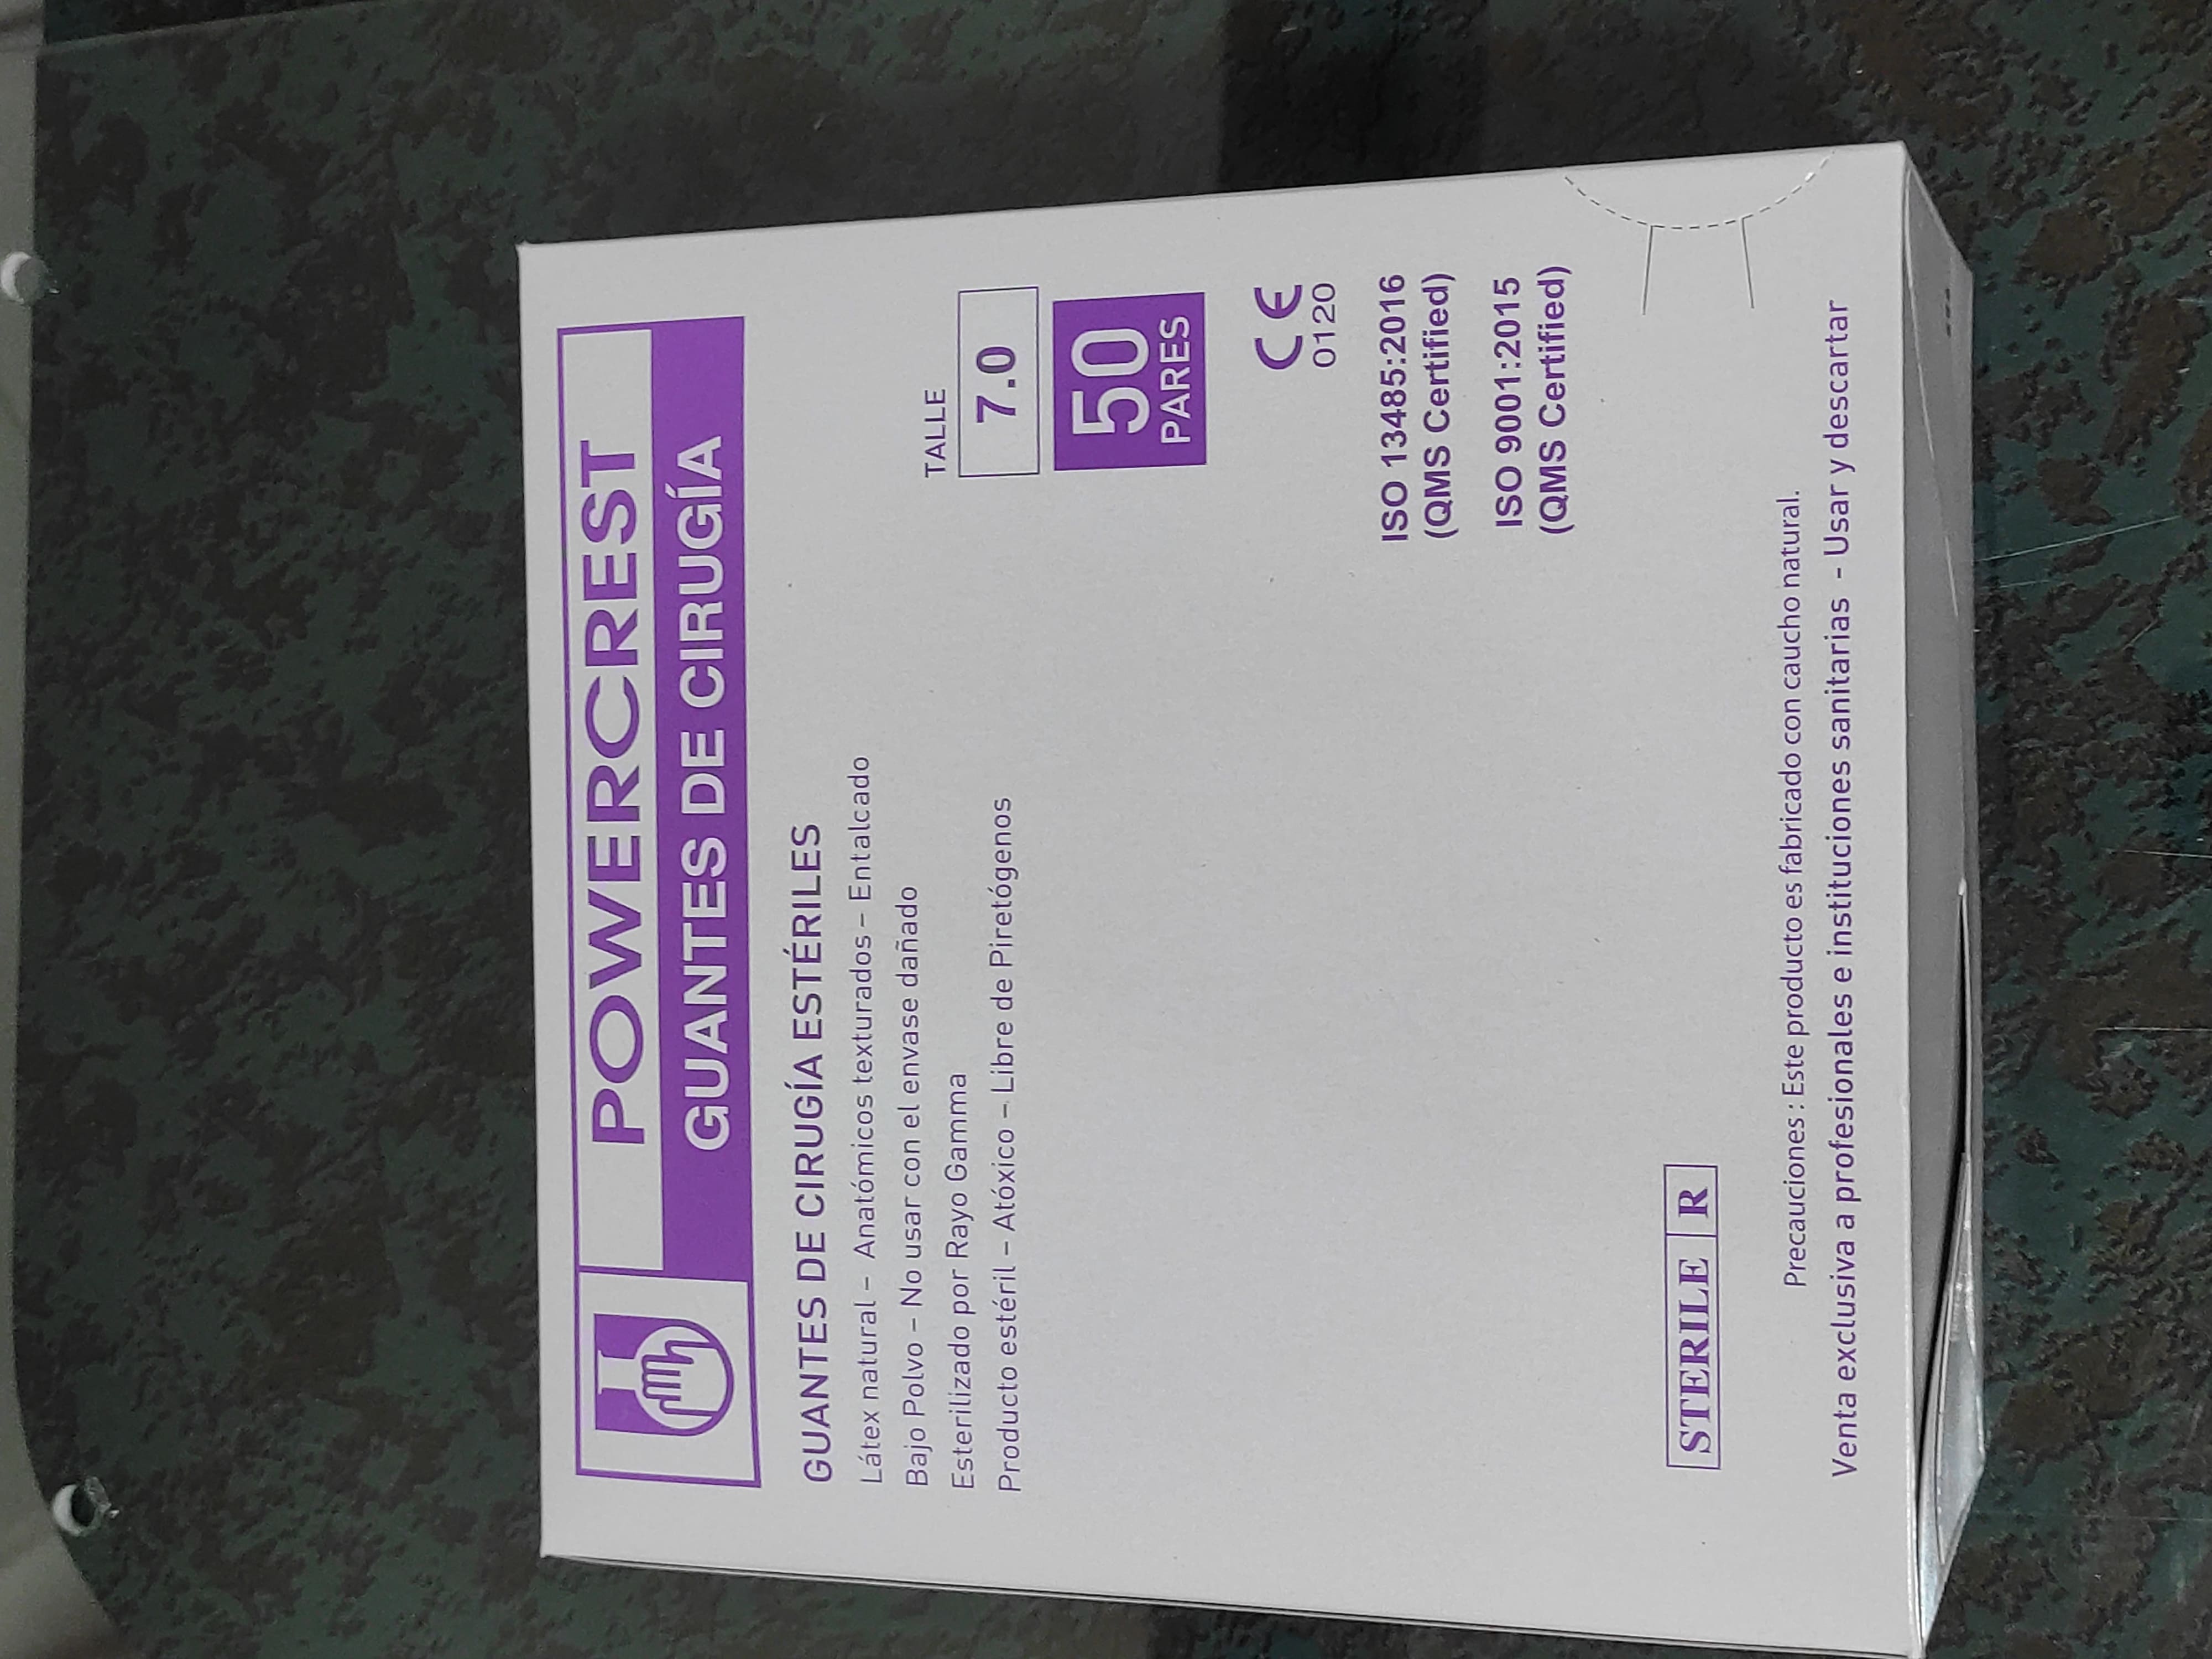 POWERCREST
GUANTES DE CIRUGÍA
GUANTES DE CIRUGÍA ESTÉRILES
Látex natural – Anatómicos texturados – Entalcado
Bajo Polvo – No usar con el envase dañado
Esterilizado por Rayo Gamma
Producto estéril – Atóxico – Libre de Piretógenos
TALLE
7.0
50
PARES
CE
0120
ISO 13485:2016
(QMS Certified)
ISO 9001:2015
(QMS Certified)
STERILE R
Precauciones : Este producto es fabricado con caucho natural.
Venta exclusiva a profesionales e instituciones sanitarias - Usar y descartar